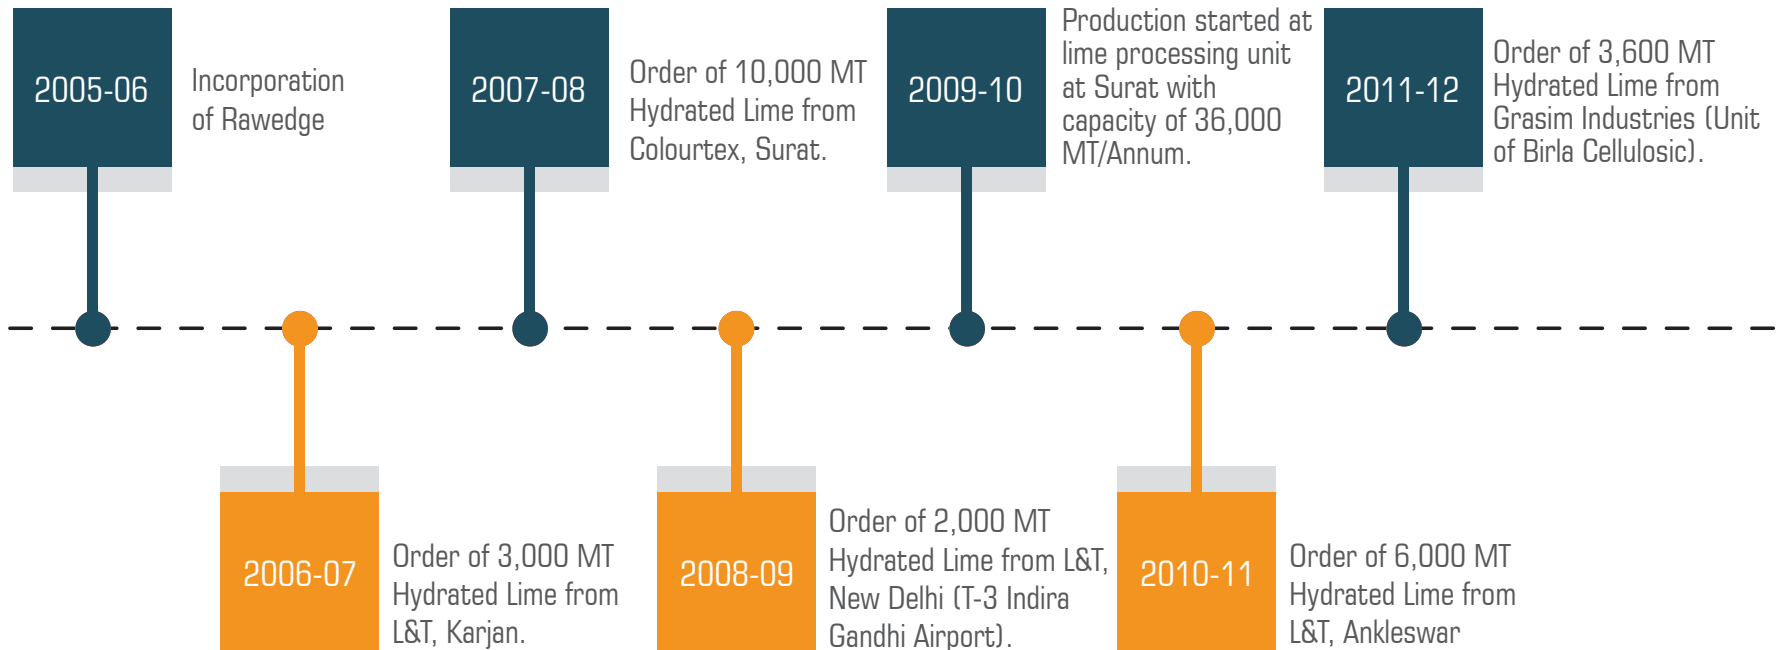 2005-06
Incorporation
of Rawedge
2006-07
Order of 3,000 MT
Hydrated Lime from
L&T, Karjan.
2007-08
Order of 10,000 MT
Hydrated Lime from
Colourtex, Surat.
2008-09
Order of 2,000 MT
Hydrated Lime from L&T,
New Delhi (T-3 Indira
Gandhi Airport).
2009-10
Production started at
lime processing unit
at Surat with
capacity of 36,000
MT/Annum.
2010-11
Order of 6,000 MT
Hydrated Lime from
L&T, Ankleswar
2011-12
Order of 3,600 MT
Hydrated Lime from
Grasim Industries (Unit
of Birla Cellulosic).